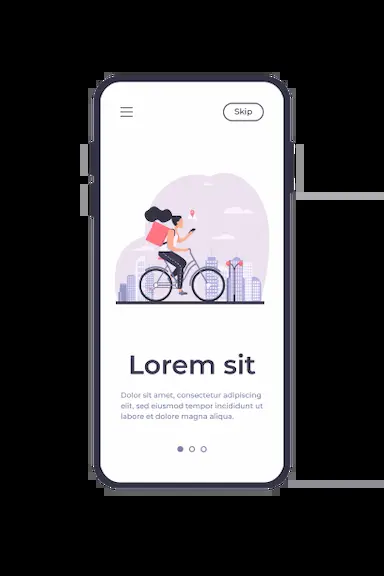 Skip
Lorem sit
Dolor sit amet, consectetur adipiscing
elit, sed eiusmod tempor incididunt ut
labore et dolore magna aliqua.